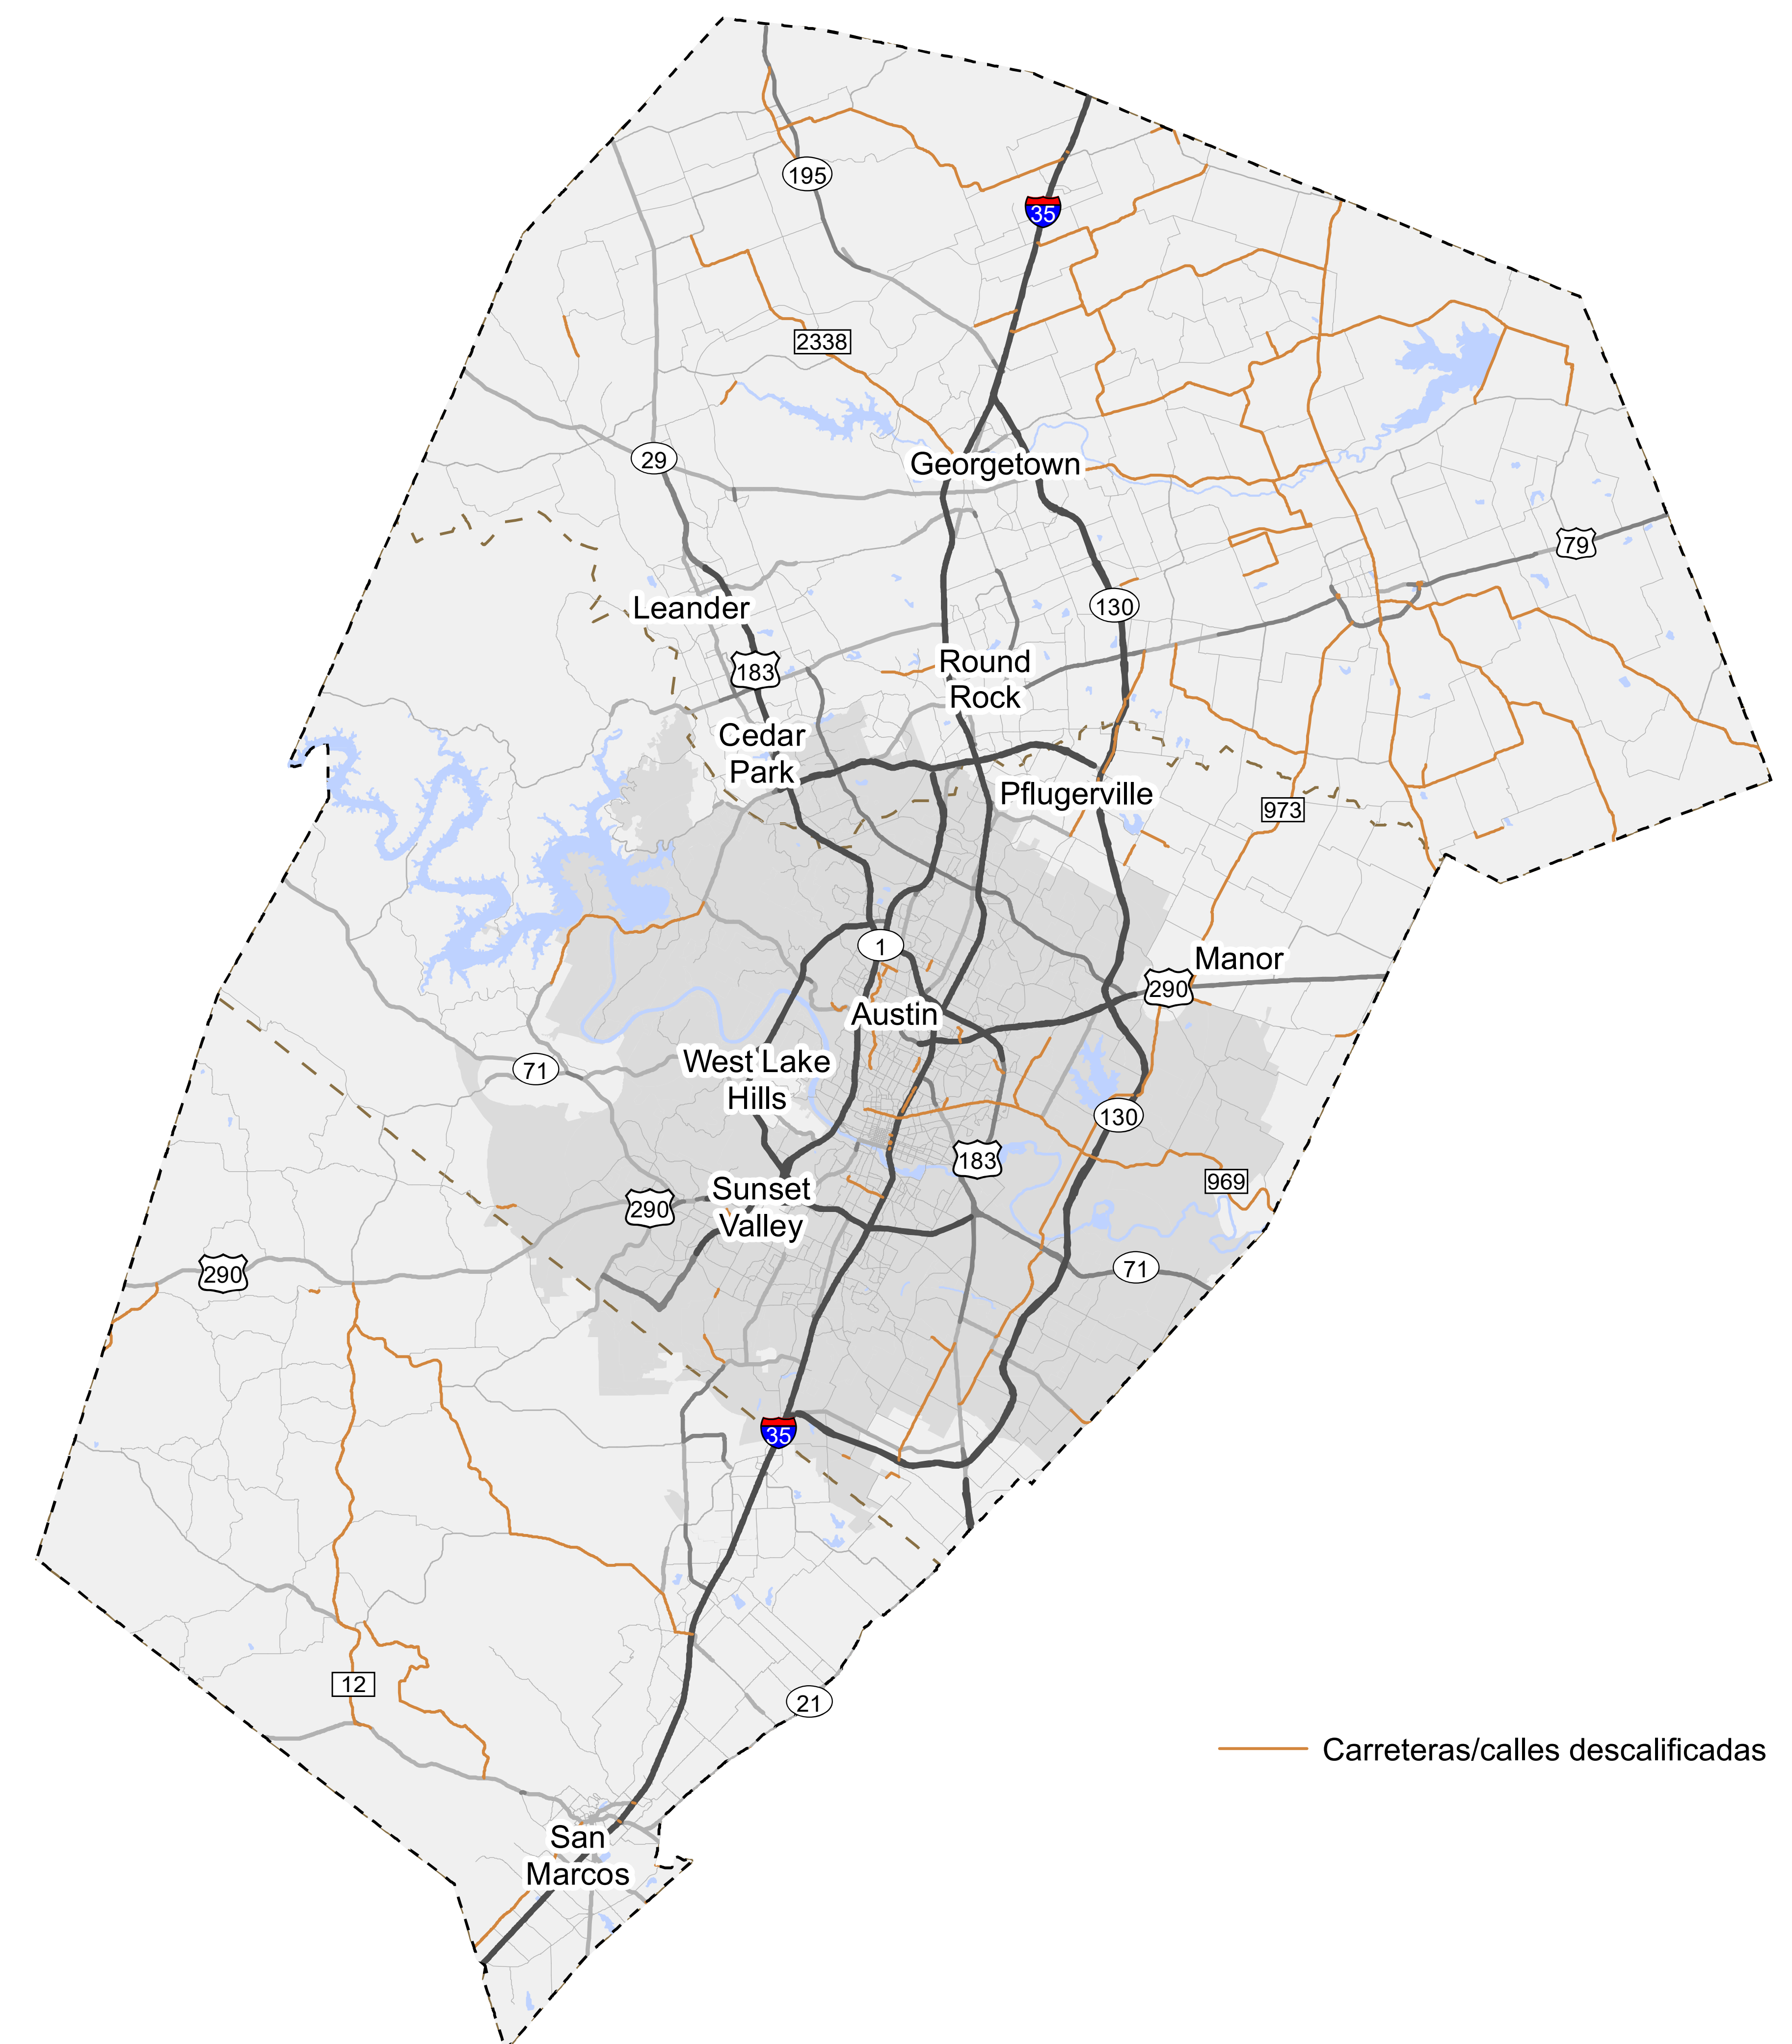 195
35
2338
Georgetown
29
79
130
Leander
183
Round
Rock
Cedar
Park
Pflugerville
973
1
Manor
290
Austin
West Lake
Hills
71
130
183
969
Sunset
Valley
290
290
71
35
12
21
Carreteras/calles descalificadas
San
Marcos